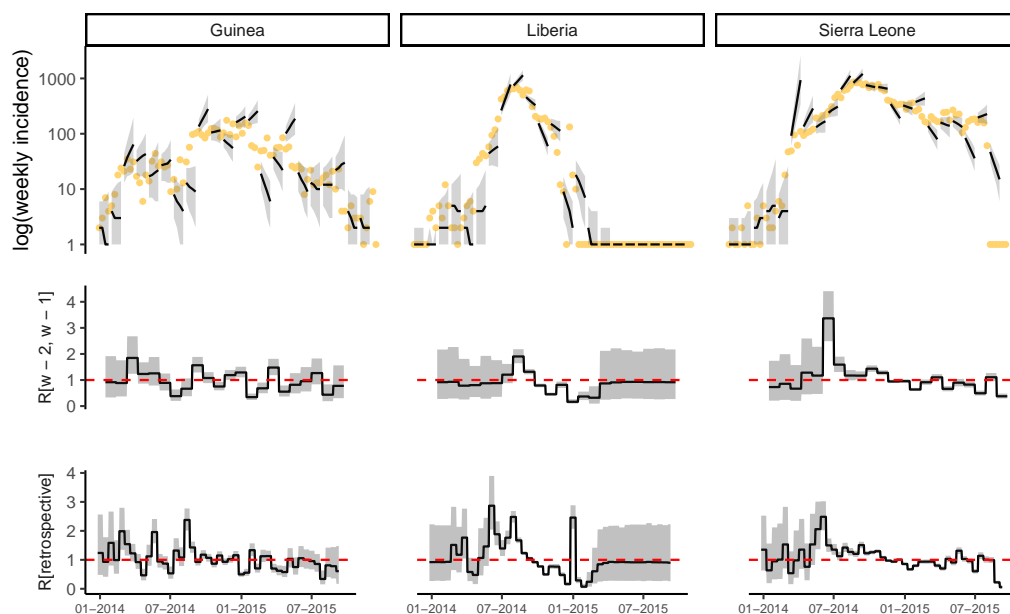 Guinea Liberia Sierra Leone
log(weekly incidence)
1000
100
10
1
R[w − 2, w − 1]
4
3
2
1
0
R[retrospective]
4
3
2
1
0
01−2014 07−2014 01−2015 07−2015 01−2014 07−2014 01−2015 07−2015 01−2014 07−2014 01−2015 07−2015